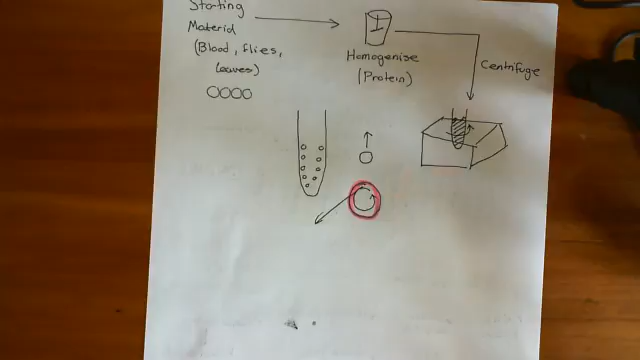 Starting
Material
(Blood, flies,
leaves)
Homogenise
(Protein)
Centrifuge